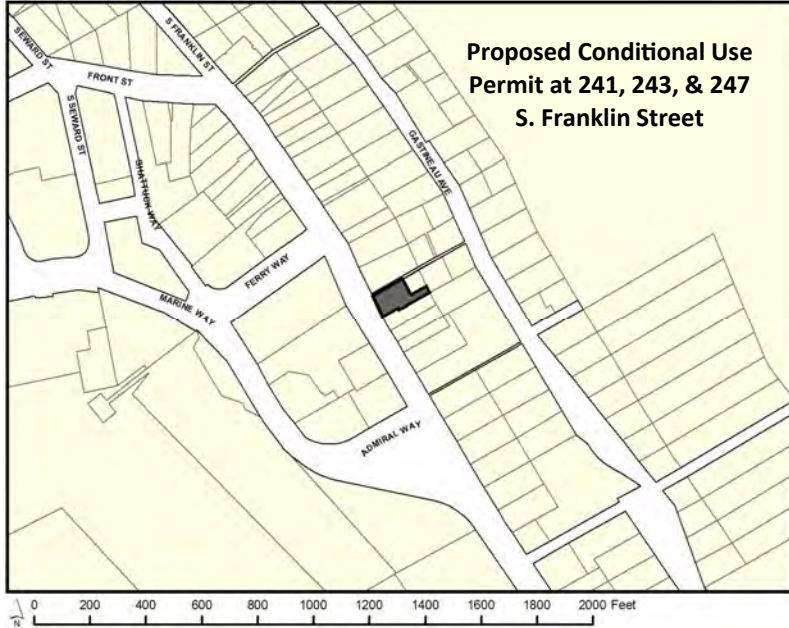 Proposed Conditional Use
Permit at 241, 243, & 247
S. Franklin Street
SEWARD ST
S FRANKLIN ST
FRONT ST
S SEWARD ST
SHATTUCK WAY
GASTINEAU AVE
FERRY WAY
MARINE WAY
ADMIRAL WAY
N
0 200 400 600 800 1000 1200 1400 1600 1800 2000 Feet